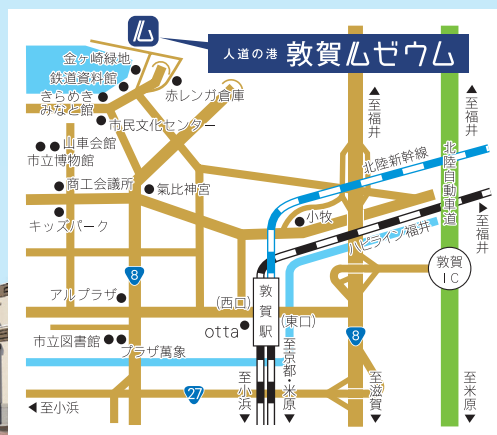 ム
人道の港 敦賀ムゼウム
金ヶ崎緑地
鉄道資料館
きらめき
みなと館
赤レンガ倉庫
市民文化センター
山車会館
市立博物館
商工会議所
氣比神宮
キッズパーク
小牧
至福井
至福井
北陸新幹線
北陸自動車道
ハピライン福井
至福井
敦賀
IC
8
アルプラザ
(西口)
敦賀駅
(東口)
otta
8
市立図書館
プラザ萬象
27
至小浜
至小浜
至京都・米原
至滋賀
至米原